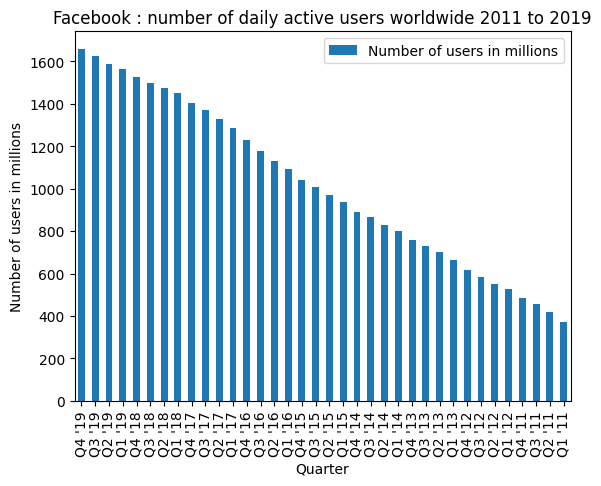 Facebook : number of daily active users worldwide 2011 to 2019
Number of users in millions
Number of users in millions
1600
1400
1200
1000
800
600
400
200
0
Q4 '19
Q3 '19
Q2 '19
Q1 '19
Q4 '18
Q3 '18
Q2 '18
Q1 '18
Q4 '17
Q3 '17
Q2 '17
Q1 '17
Q4 '16
Q3 '16
Q2 '16
Q1 '16
Q4 '15
Q3 '15
Q2 '15
Q1 '15
Q4 '14
Q3 '14
Q2 '14
Q1 '14
Q4 '13
Q3 '13
Q2 '13
Q1 '13
Q4 '12
Q3 '12
Q2 '12
Q1 '12
Q4 '11
Q3 '11
Q2 '11
Q1 '11
Quarter